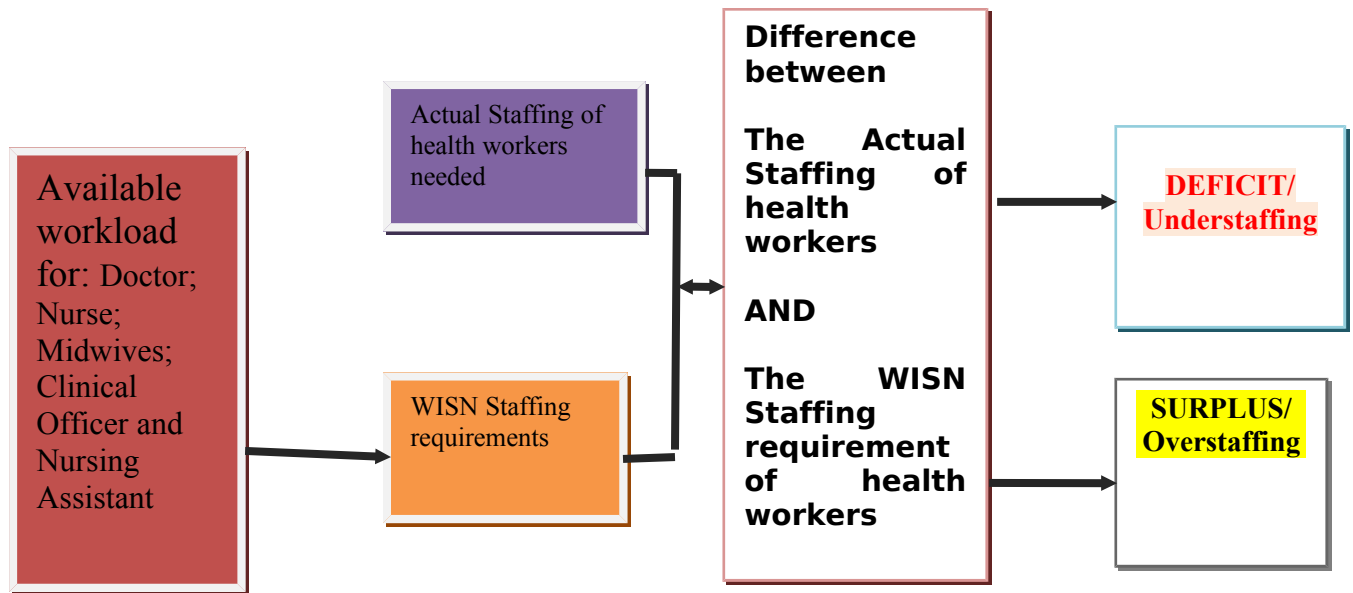 Available
workload
for: Doctor;
Nurse;
Midwives;
Clinical
Officer and
Nursing
Assistant
Actual Staffing of
health workers
needed
WISN Staffing
requirements
Difference
between
The Actual
Staffing of
health
workers
AND
The WISN
Staffing
requirement
of health
workers
DEFICIT/
Understaffing
SURPLUS/
Overstaffing